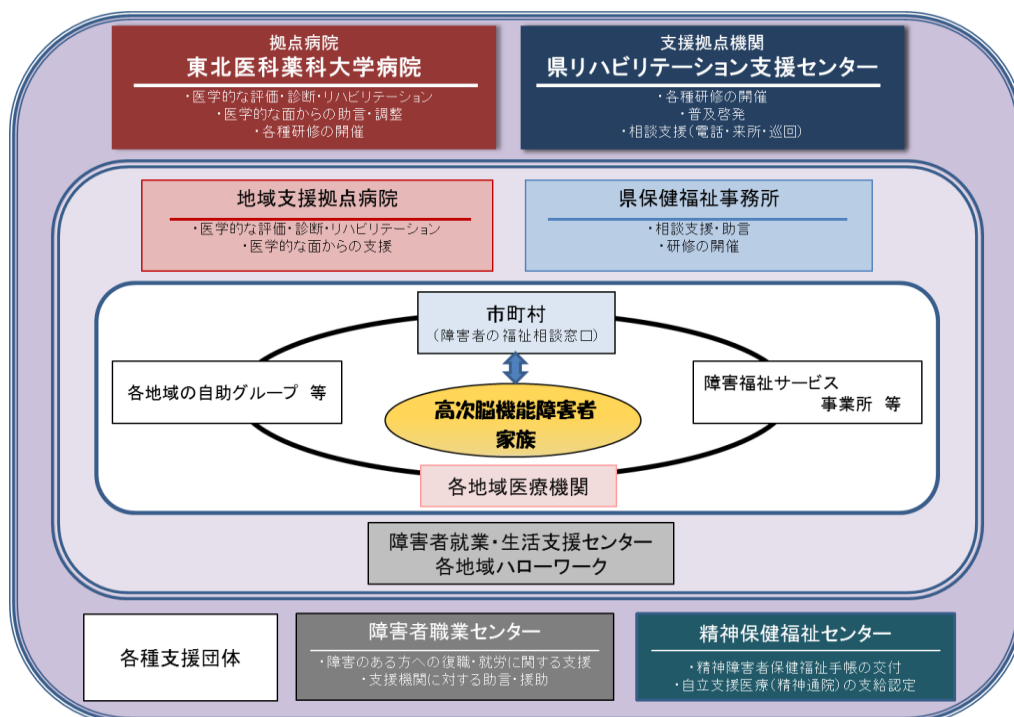 拠点病院
東北医科薬科大学病院
・医学的な評価・診断・リハビリテーション
・医学的な面からの助言・調整
・各種研修の開催
支援拠点機関
県リハビリテーション支援センター
・各種研修の開催
・普及啓発
・相談支援(電話・来所・巡回)
地域支援拠点病院
・医学的な評価・診断・リハビリテーション
・医学的な面からの支援
県保健福祉事務所
・相談支援・助言
・研修の開催
市町村
(障害者の福祉相談窓口)
各地域の自助グループ 等
高次脳機能障害者
家族
障害福祉サービス
事業所 等
各地域医療機関
障害者就業・生活支援センター
各地域ハローワーク
各種支援団体
障害者職業センター
・障害のある方への復職・就労に関する支援
・支援機関に対する助言・援助
精神保健福祉センター
・精神障害者保健福祉手帳の交付
・自立支援医療(精神通院)の支給認定